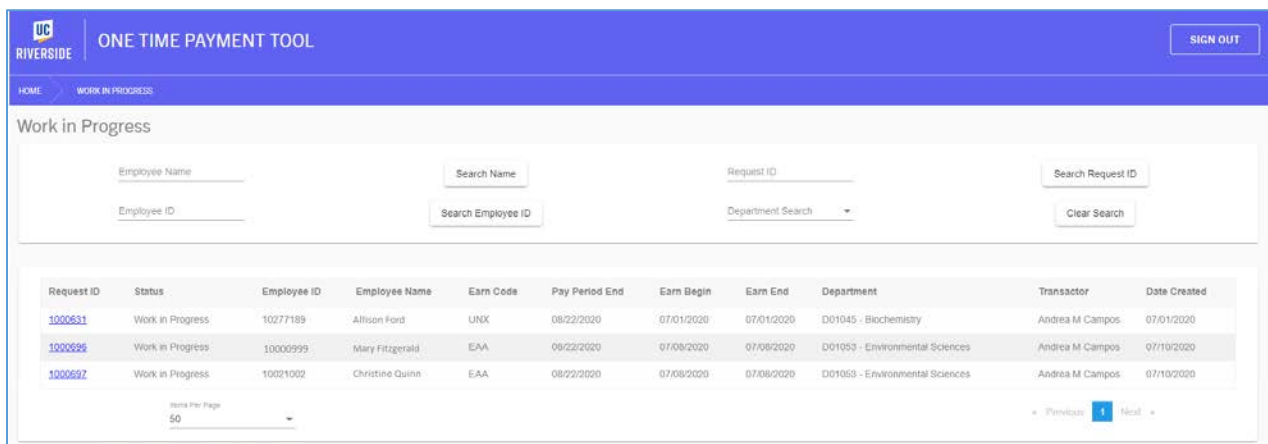 UC
RIVERSIDE
ONE TIME PAYMENT TOOL
SIGN OUT
HOME WORK IN PROGRESS
Work in Progress
Employee Name Search Name Request ID Search Request ID
Employee ID Search Employee ID Department Search Clear Search
Request ID Status Employee ID Employee Name Earn Code Pay Period End Earn Begin Earn End Department Transactor Date Created
1000631 Work in Progress 10277189 Allison Ford UNX 08/22/2020 07/01/2020 07/01/2020 D01045 - Biochemistry Andrea M Campos 07/01/2020
1000696 Work in Progress 10000999 Mary Fitzgerald EAA 08/22/2020 07/08/2020 07/08/2020 D01053 - Environmental Sciences Andrea M Campos 07/10/2020
1000697 Work in Progress 10021002 Christine Quinn EAA 08/22/2020 07/08/2020 07/08/2020 D01053 - Environmental Sciences Andrea M Campos 07/10/2020
Items Per Page
50
« Previous 1 Next »